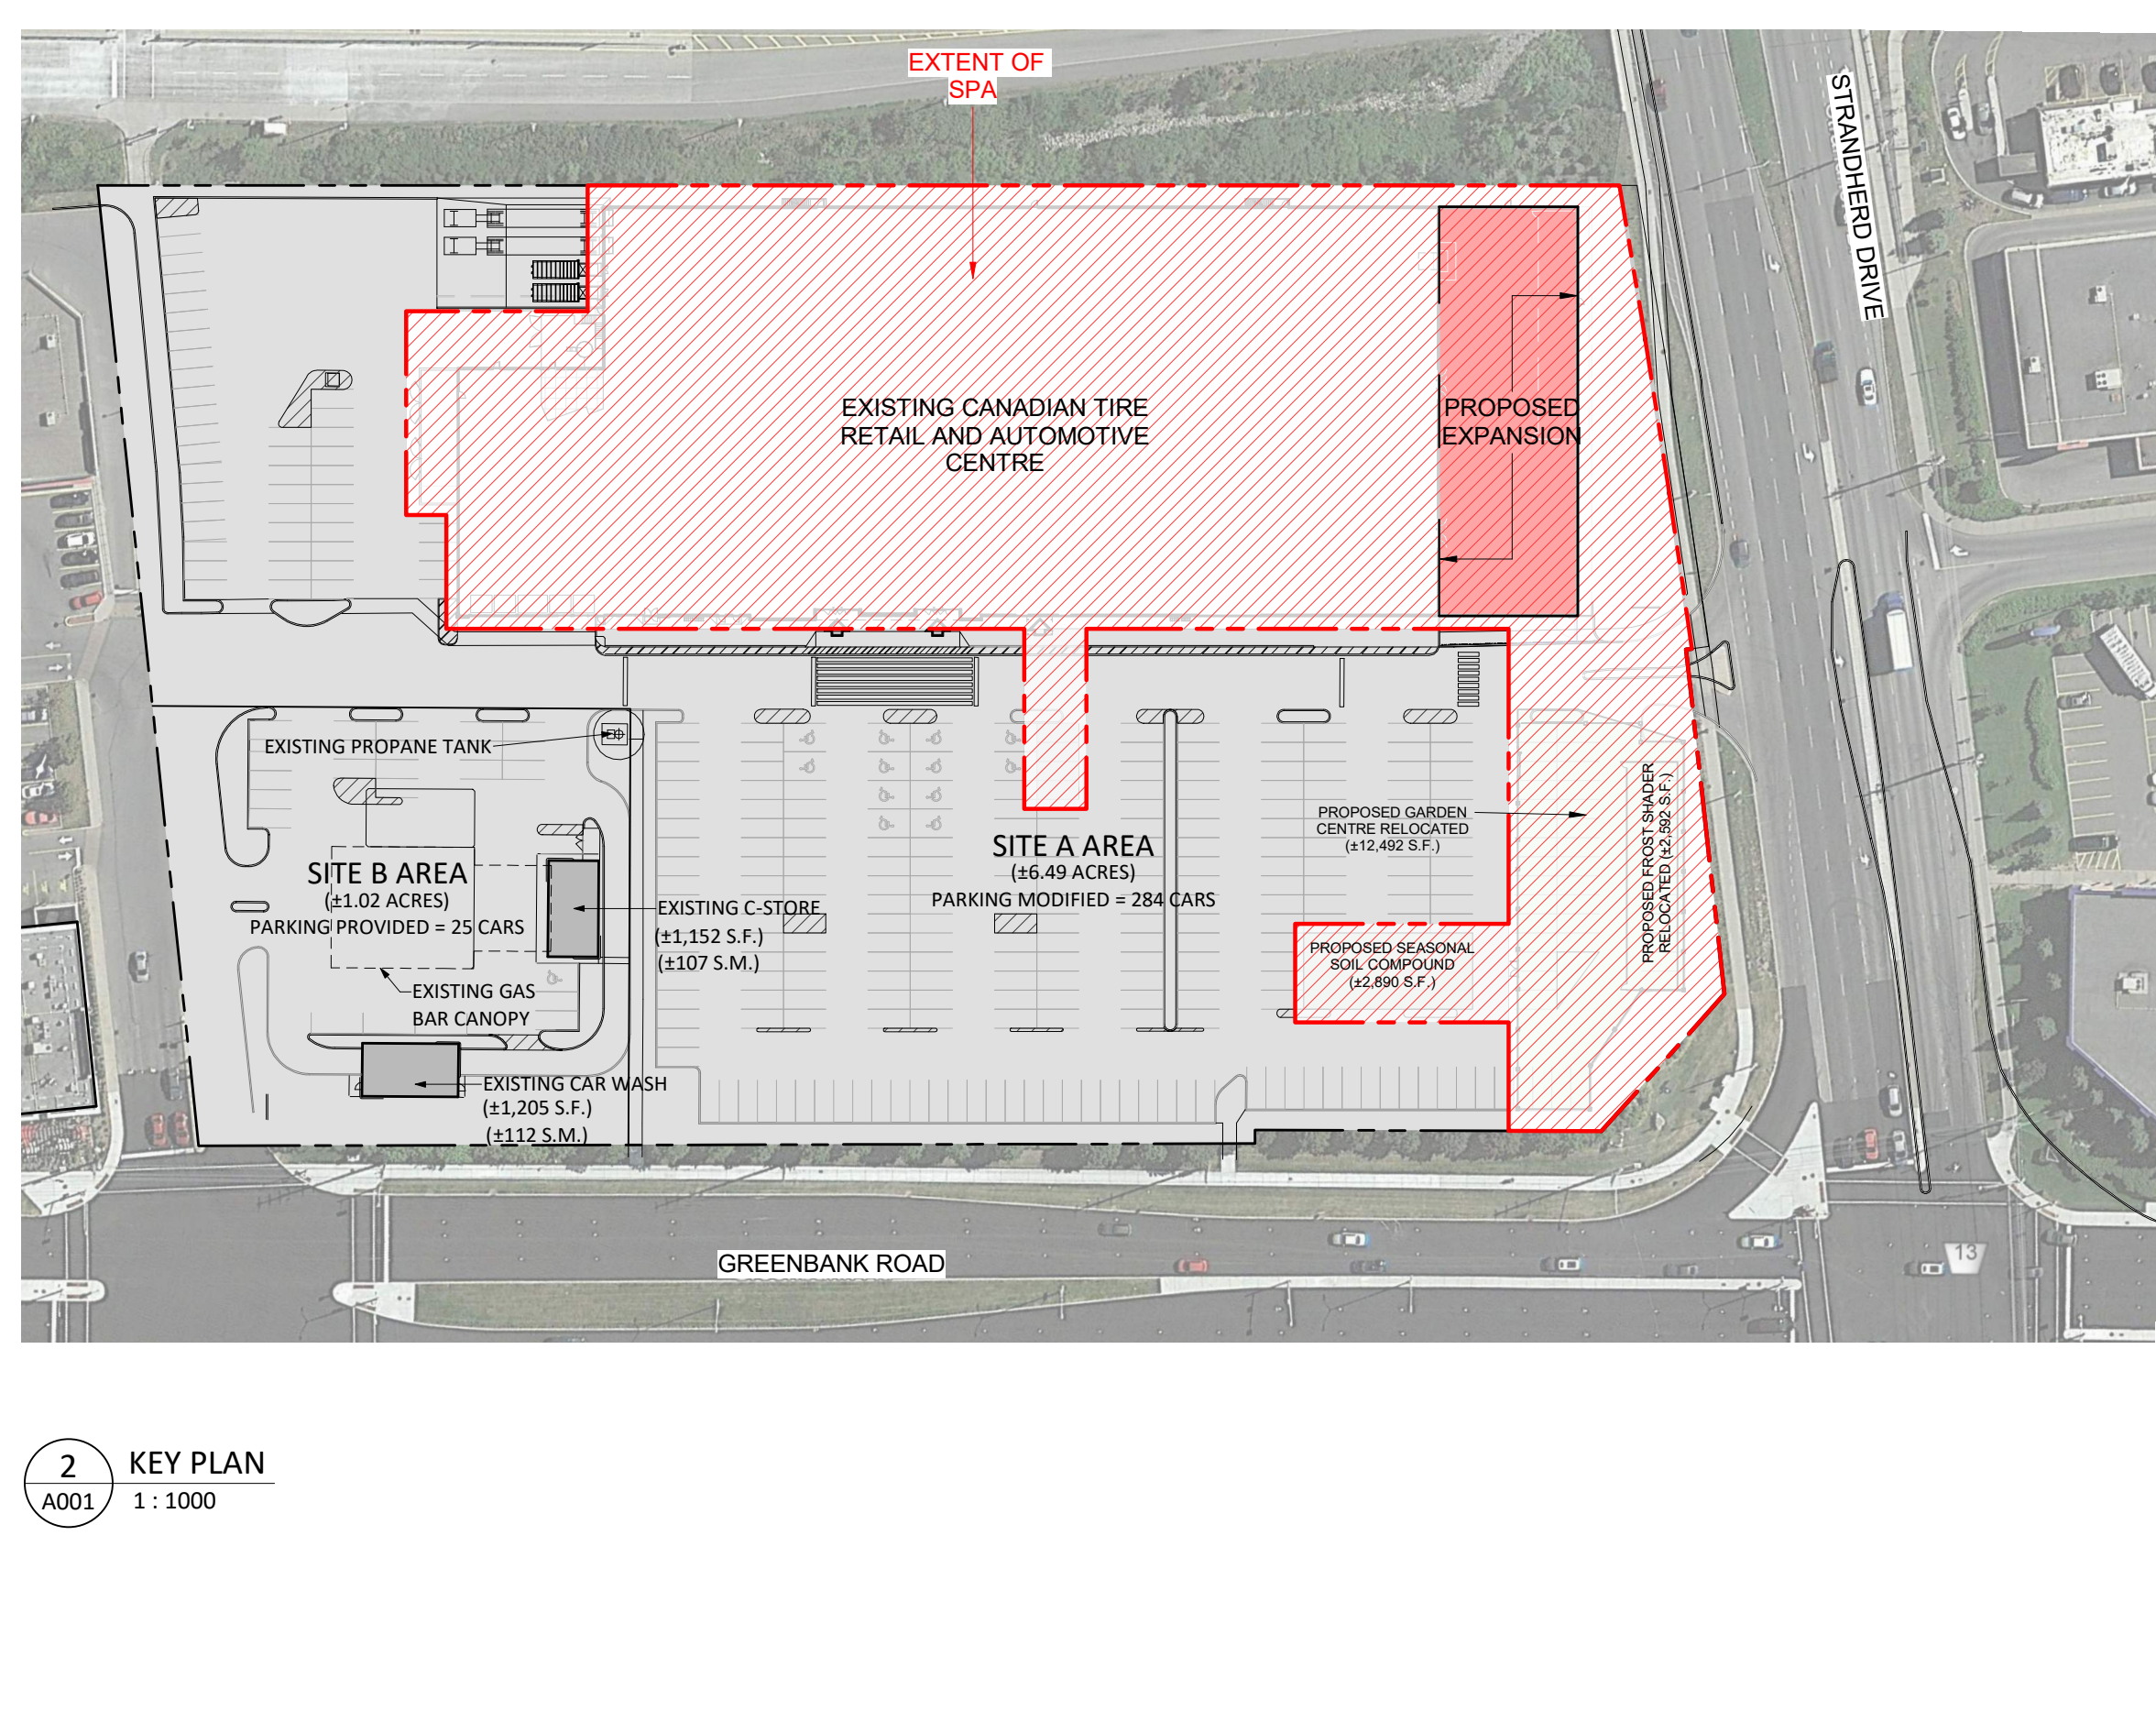 EXTENT OF
SPA
STRANDHERD DRIVE
EXISTING CANADIAN TIRE
RETAIL AND AUTOMOTIVE
CENTRE
PROPOSED
EXPANSION
EXISTING PROPANE TANK
SITE B AREA
(±1.02 ACRES)
PARKING PROVIDED = 25 CARS
EXISTING C-STORE
(±1,152 S.F.)
(±107 S.M.)
EXISTING GAS
BAR CANOPY
EXISTING CAR WASH
(±1,205 S.F.)
(±112 S.M.)
SITE A AREA
(±6.49 ACRES)
PARKING MODIFIED = 284 CARS
PROPOSED GARDEN
CENTRE RELOCATED
(±12,492 S.F.)
PROPOSED FROST SHADER
RELOCATED (±2,592 S.F.)
PROPOSED SEASONAL
SOIL COMPOUND
(±2,890 S.F.)
GREENBANK ROAD
13
2
A001
KEY PLAN
1 : 1000